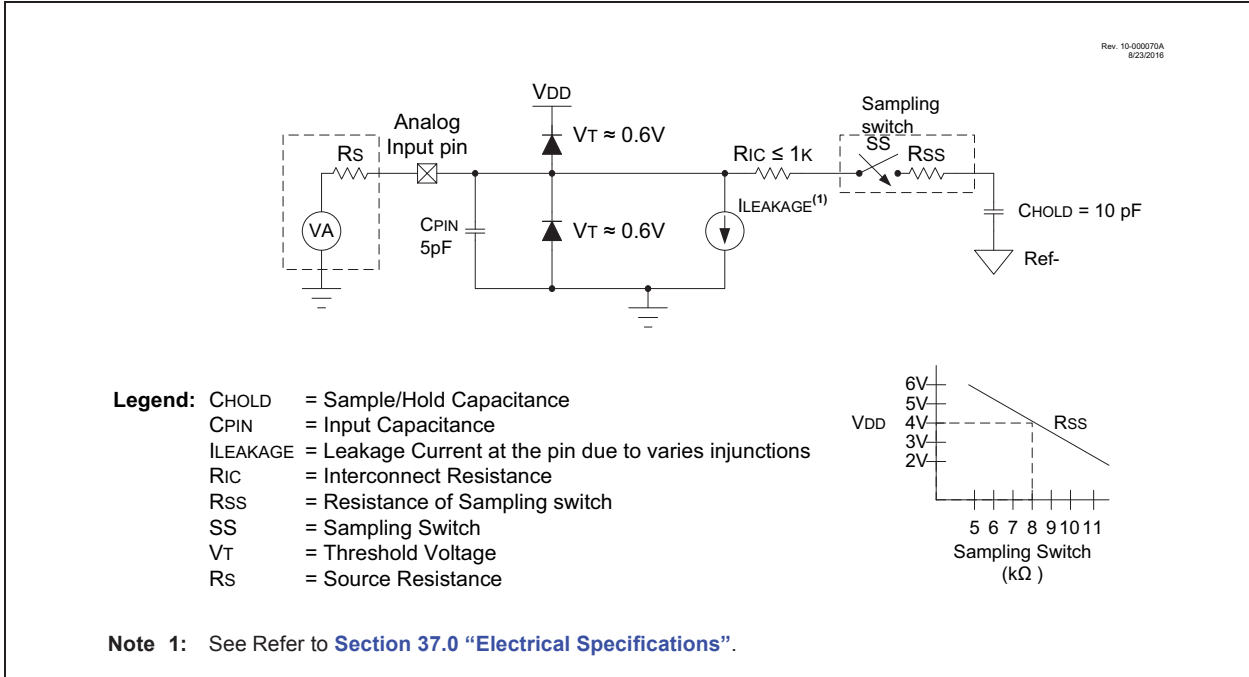 Rev. 10-000070A
8/23/2016
VDD
Sampling
switch
Analog
Input pin
VT ≈ 0.6V
SS
RS
RIC ≤ 1K
RSS
VA
CPIN
5pF
VT ≈ 0.6V
ILEAKAGE(1)
CHOLD = 10 pF
Ref-
Legend: CHOLD = Sample/Hold Capacitance
CPIN = Input Capacitance
ILEAKAGE = Leakage Current at the pin due to varies injunctions
RIC = Interconnect Resistance
RSS = Resistance of Sampling switch
SS = Sampling Switch
VT = Threshold Voltage
RS = Source Resistance
6V
5V
VDD 4V RSS
3V
2V
5 6 7 8 9 10 11
Sampling Switch
(kΩ )
Note 1: See Refer to Section 37.0 “Electrical Specifications”.